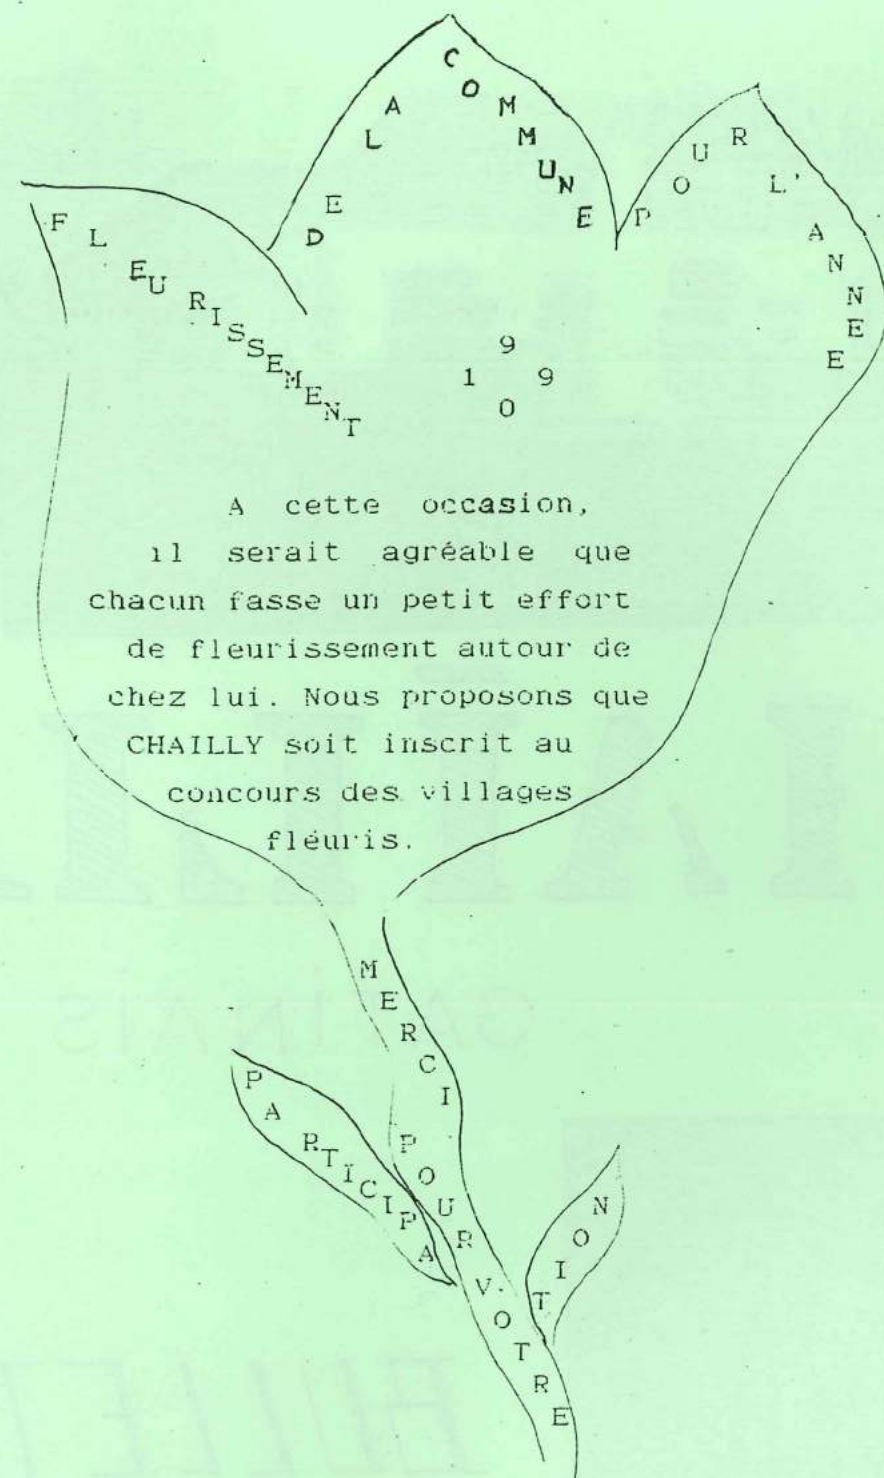 FLEURISSEMENT
DE LA COMMUNE
POUR L'ANNEE
1990
A cette occasion,
il serait agréable que
chacun fasse un petit effort
de fleurissement autour de
chez lui. Nous proposons que
CHAILLY soit inscrit au
concours des villages
fleuris.
MERCI POUR VOTRE
PARTICIPATION